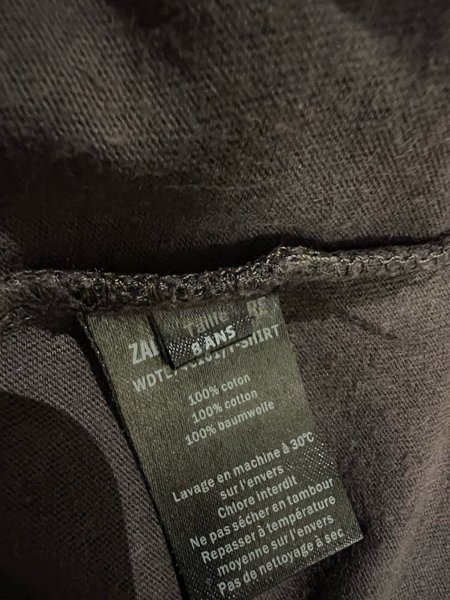 Taille
8 ANS
100% coton
100% cotton
100% baumwolle
Lavage en machine à 30°C
sur l'envers
Chlore interdit
Ne pas sécher en tambour
Repasser à température
moyenne sur l'envers
Pas de nettoyage à sec